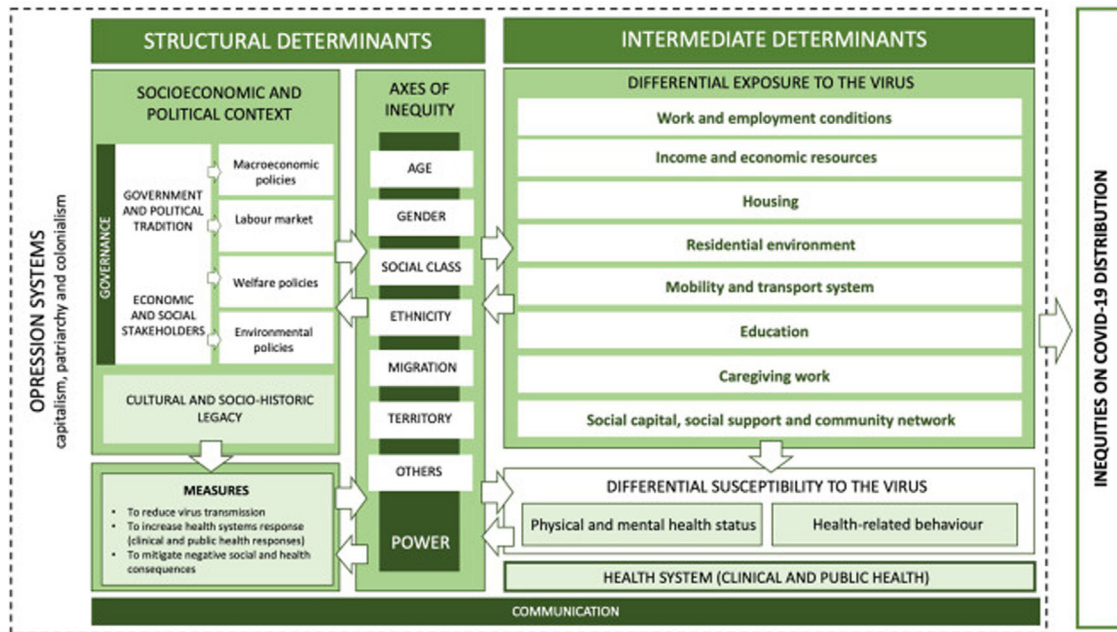 STRUCTURAL DETERMINANTS
INTERMEDIATE DETERMINANTS
OPRESSION SYSTEMS
capitalism, patriarchy and colonialism
SOCIOECONOMIC AND
POLITICAL CONTEXT
GOVERNANCE
GOVERNMENT
AND POLITICAL
TRADITION
ECONOMIC
AND SOCIAL
STAKEHOLDERS
Macroeconomic
policies
Labour market
Welfare policies
Environmental
policies
CULTURAL AND SOCIO-HISTORIC
LEGACY
MEASURES
• To reduce virus transmission
• To increase health systems response
(clinical and public health responses)
• To mitigate negative social and health
consequences
AXES OF
INEQUITY
AGE
GENDER
SOCIAL CLASS
ETHNICITY
MIGRATION
TERRITORY
OTHERS
POWER
DIFFERENTIAL EXPOSURE TO THE VIRUS
Work and employment conditions
Income and economic resources
Housing
Residential environment
Mobility and transport system
Education
Caregiving work
Social capital, social support and community network
DIFFERENTIAL SUSCEPTIBILITY TO THE VIRUS
Physical and mental health status
Health-related behaviour
HEALTH SYSTEM (CLINICAL AND PUBLIC HEALTH)
COMMUNICATION
INEQUITIES ON COVID-19 DISTRIBUTION